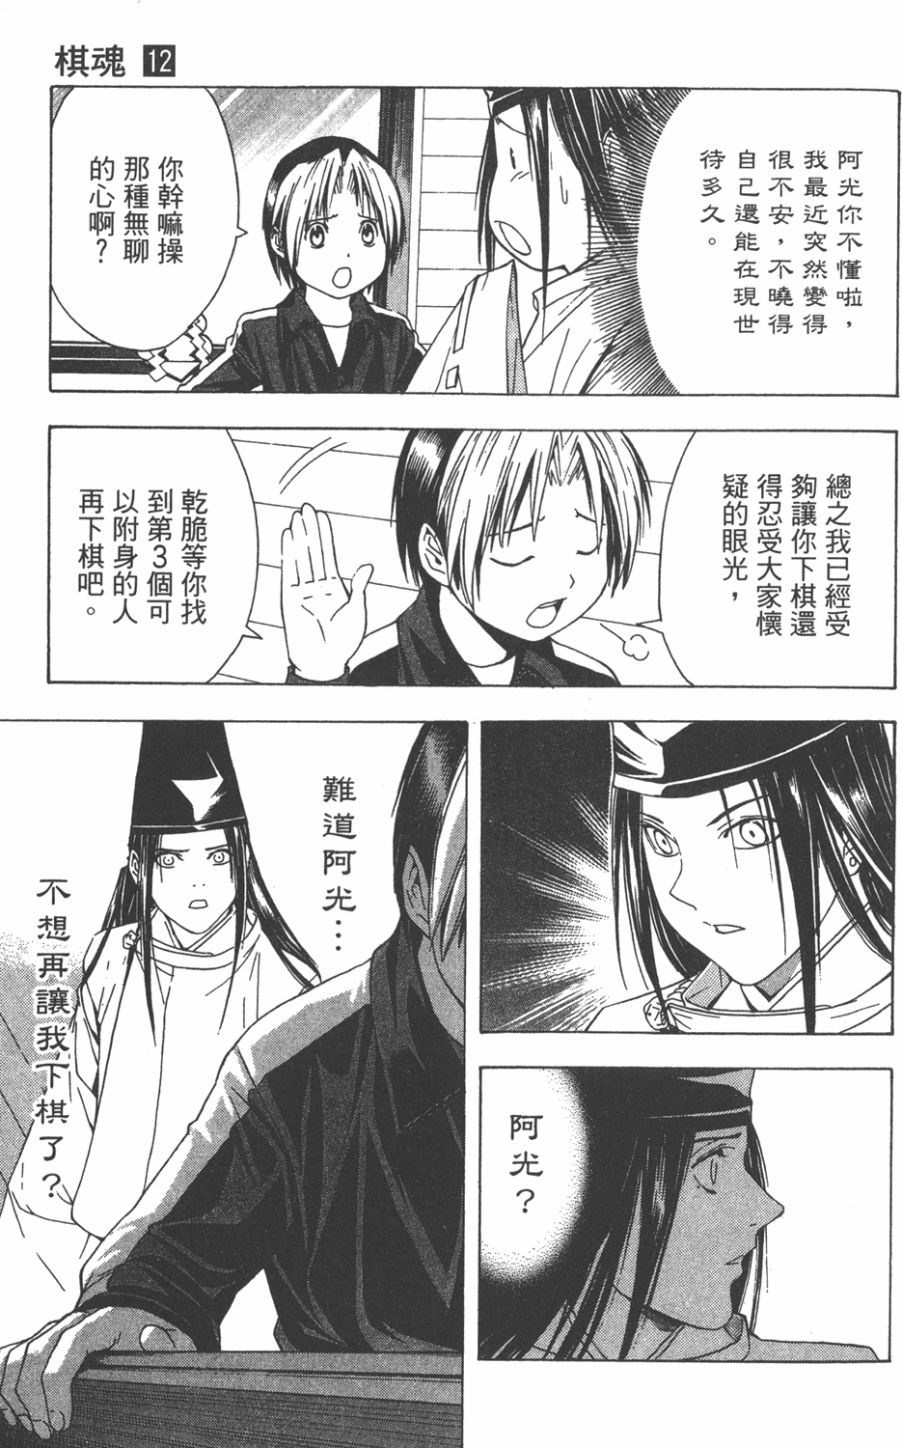 棋魂 12
阿光你不懂啦，
我最近突然變得
很不安，不曉得
自己還能在現世
待多久。
你幹嘛操
那種無聊
的心啊？
總之我已經受
夠讓你下棋還
得忍受大家懷
疑的眼光，
乾脆等你找
到第3個可
以附身的人
再下棋吧。
阿光？
難道阿光…
不想再讓我下棋了？